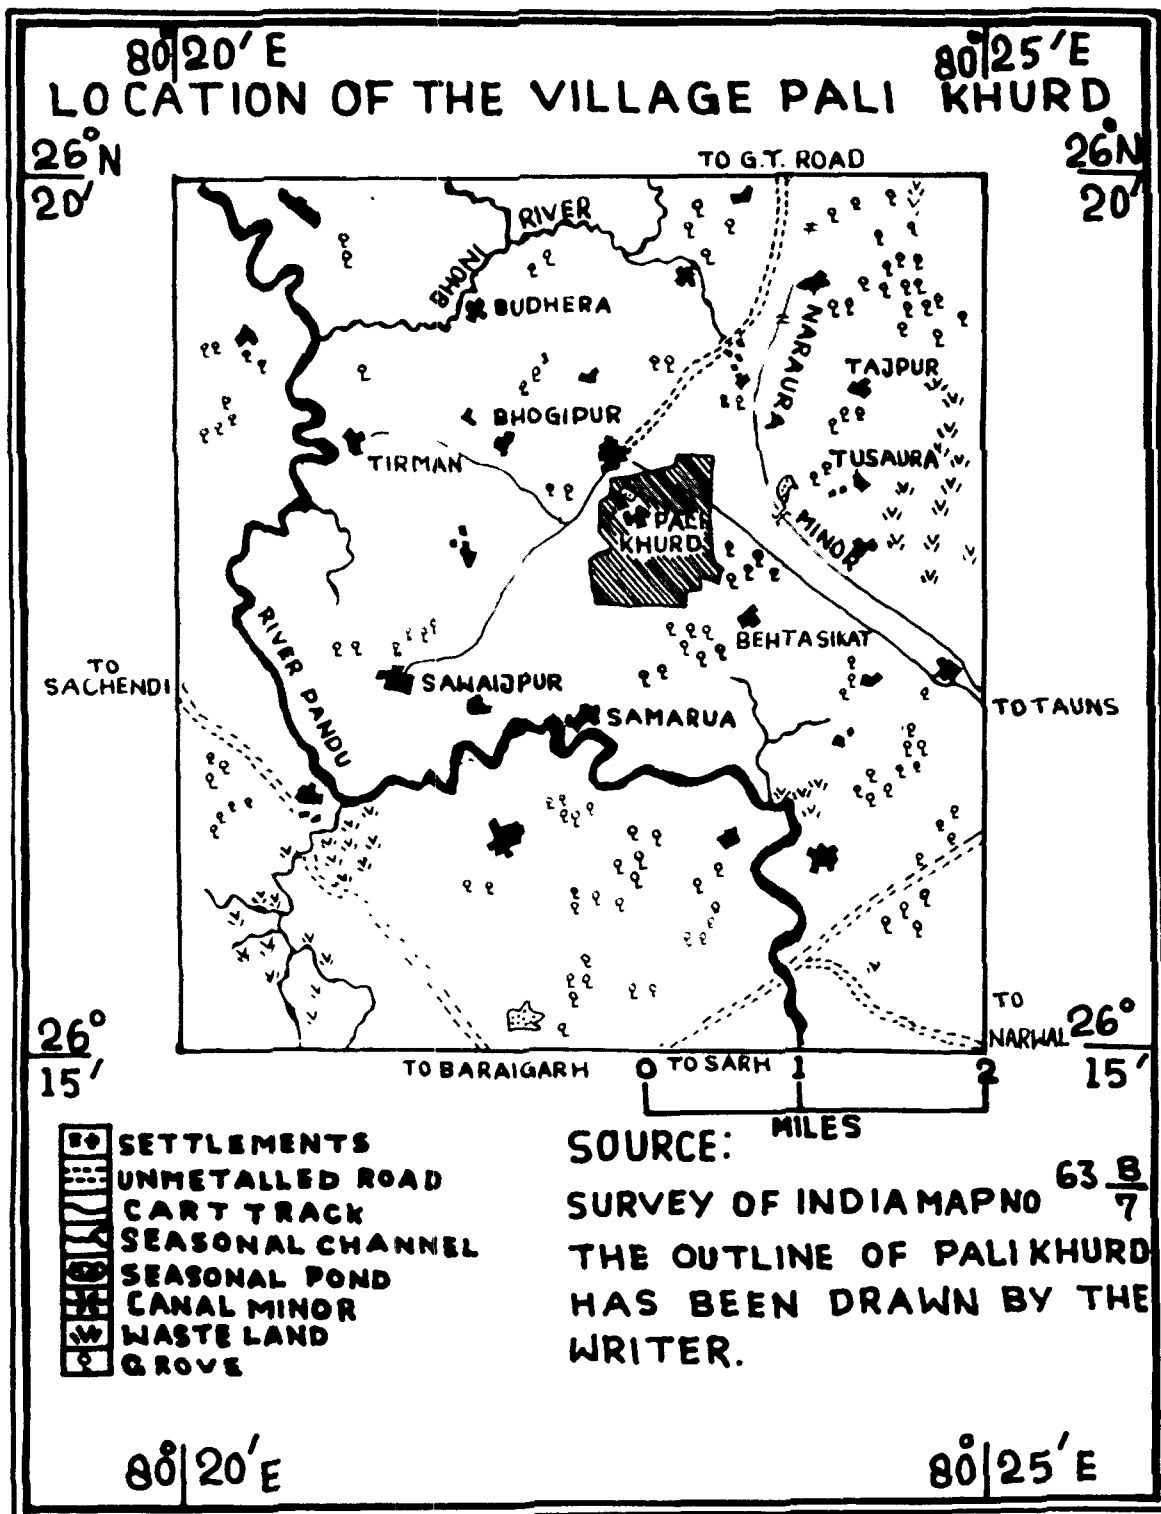 80° 20′ E
80° 25′ E
LOCATION OF THE VILLAGE PALI KHURD
26° N
20′
26° N
20′
TO G.T. ROAD
RIVER
BHONI
BUDHERA
NARAURA
TAJPUR
BHOGIPUR
TIRMAN
TUSAURA
PALI
KHURD
MINOR
RIVER PANDU
BEHTASIKAT
TO
SACHENDI
SAWAIJPUR
SAMARUA
TO TAUNS
TO
NARWAL
26°
15′
26°
15′
TO BARAIGARH
TO SARH
0 1 2
MILES
SETTLEMENTS
UNMETALLED ROAD
CART TRACK
SEASONAL CHANNEL
SEASONAL POND
CANAL MINOR
WASTE LAND
GROVE
SOURCE:
SURVEY OF INDIA MAP NO 63 B/7
THE OUTLINE OF PALI KHURD
HAS BEEN DRAWN BY THE
WRITER.
80° 20′ E
80° 25′ E